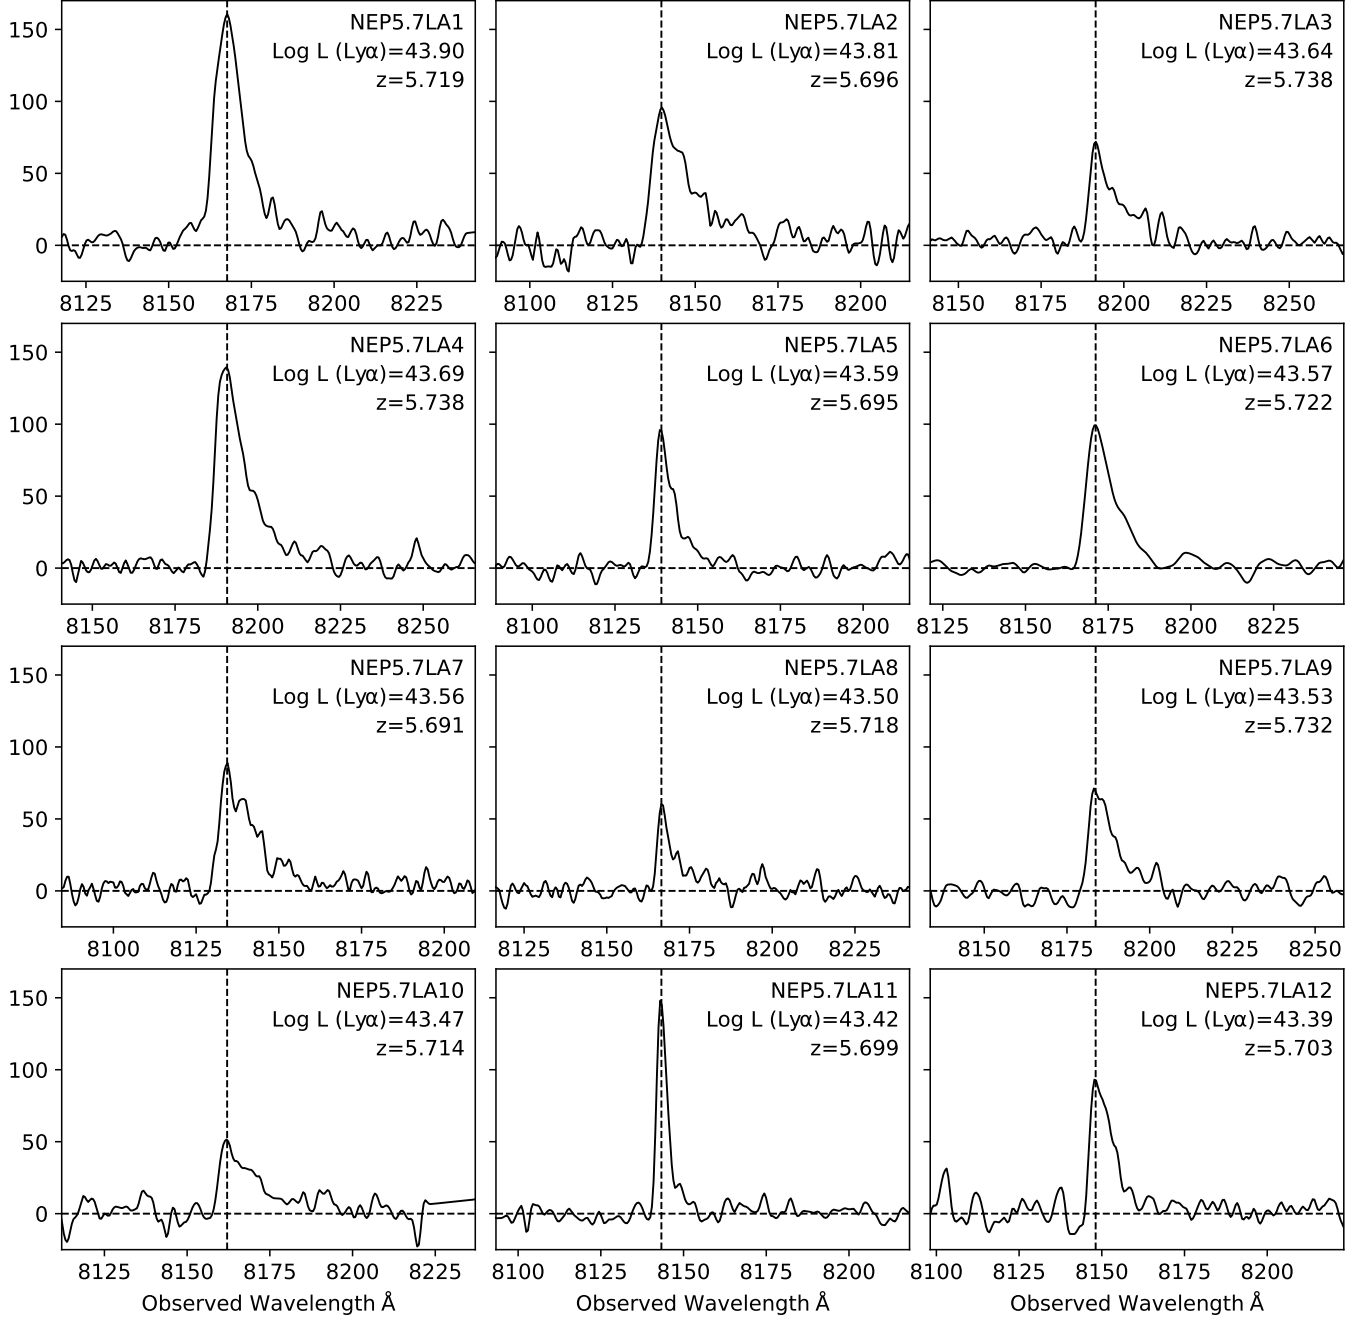 150
100
50
0
NEP5.7LA1
Log L (Lyα)=43.90
z=5.719
8125 8150 8175 8200 8225
NEP5.7LA2
Log L (Lyα)=43.81
z=5.696
8100 8125 8150 8175 8200
NEP5.7LA3
Log L (Lyα)=43.64
z=5.738
8150 8175 8200 8225 8250
150
100
50
0
NEP5.7LA4
Log L (Lyα)=43.69
z=5.738
8150 8175 8200 8225 8250
NEP5.7LA5
Log L (Lyα)=43.59
z=5.695
8100 8125 8150 8175 8200
NEP5.7LA6
Log L (Lyα)=43.57
z=5.722
8125 8150 8175 8200 8225
150
100
50
0
NEP5.7LA7
Log L (Lyα)=43.56
z=5.691
8100 8125 8150 8175 8200
NEP5.7LA8
Log L (Lyα)=43.50
z=5.718
8125 8150 8175 8200 8225
NEP5.7LA9
Log L (Lyα)=43.53
z=5.732
8150 8175 8200 8225 8250
150
100
50
0
NEP5.7LA10
Log L (Lyα)=43.47
z=5.714
8125 8150 8175 8200 8225
Observed Wavelength Å
NEP5.7LA11
Log L (Lyα)=43.42
z=5.699
8100 8125 8150 8175 8200
Observed Wavelength Å
NEP5.7LA12
Log L (Lyα)=43.39
z=5.703
8100 8125 8150 8175 8200
Observed Wavelength Å